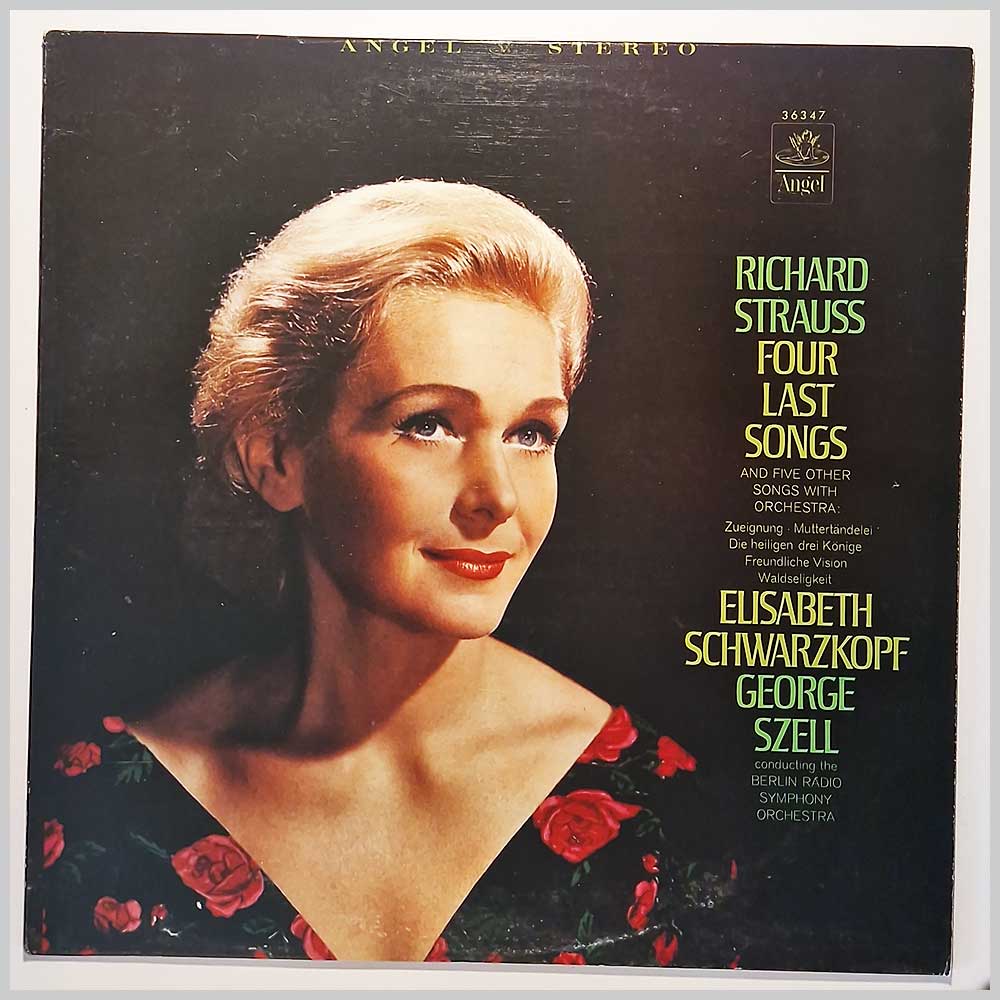 ANGEL STEREO
36347
Angel
RICHARD
STRAUSS
FOUR
LAST
SONGS
AND FIVE OTHER
SONGS WITH
ORCHESTRA:
Zueignung · Muttertändelei
Die heiligen drei Könige
Freundliche Vision
Waldseligkeit
ELISABETH
SCHWARZKOPF
GEORGE
SZELL
conducting the
BERLIN RADIO
SYMPHONY
ORCHESTRA